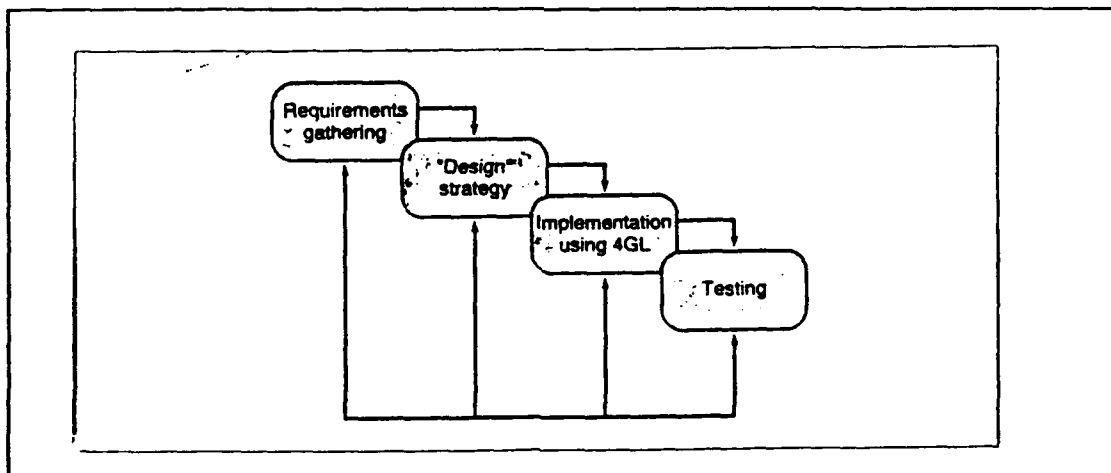 Requirements
gathering
"Design"
strategy
Implementation
using 4GL
Testing